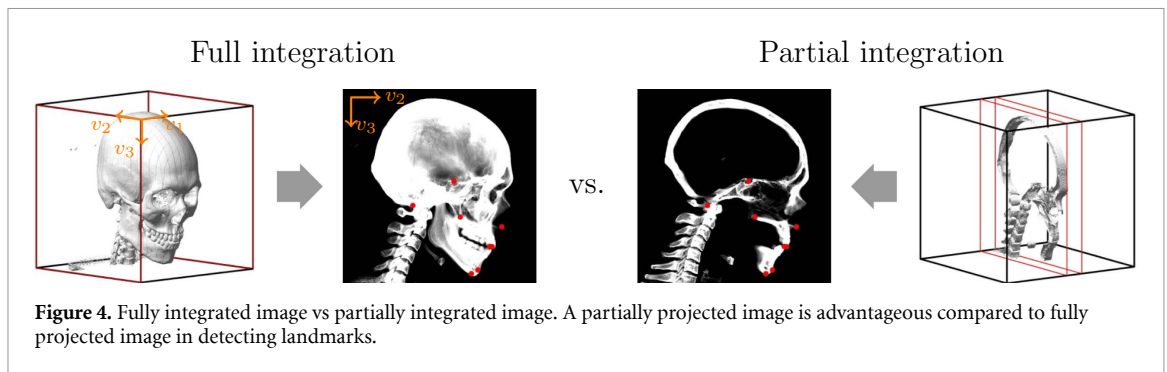 Full integration
Partial integration
v₂
v₁
v₃
v₂
v₃
vs.
Figure 4. Fully integrated image vs partially integrated image. A partially projected image is advantageous compared to fully
projected image in detecting landmarks.